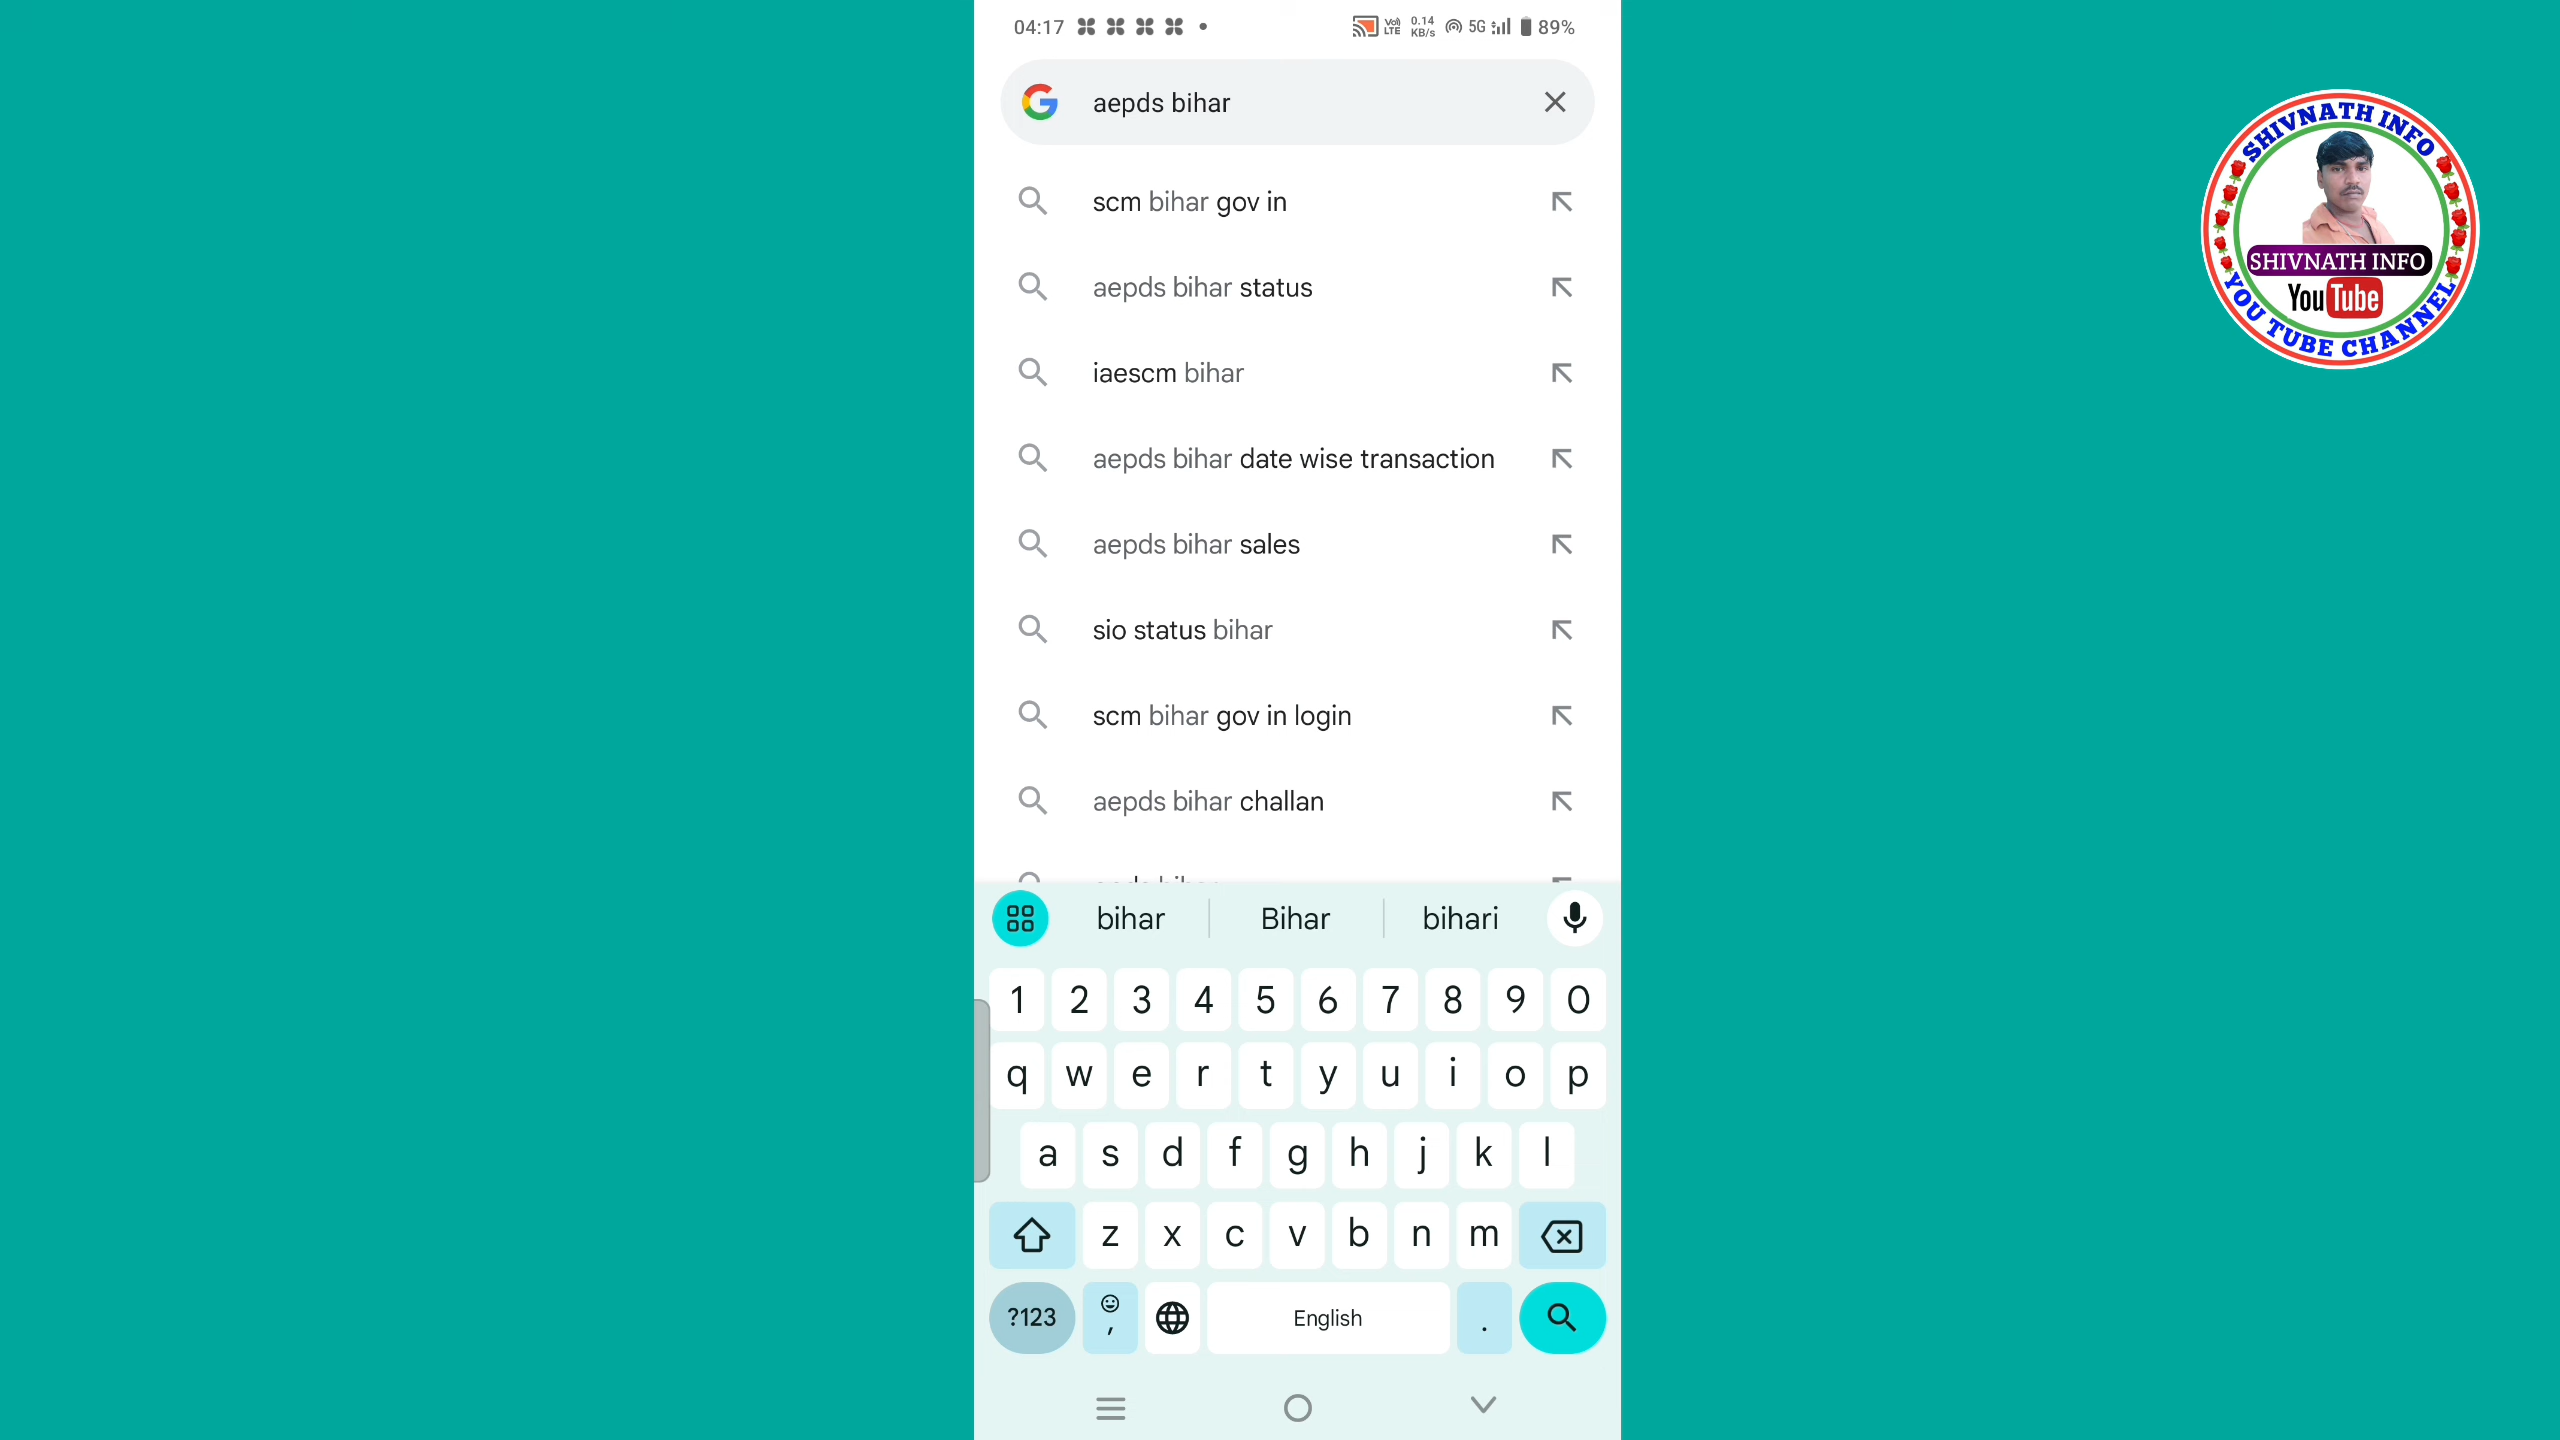 04:17
Vo)
LTE
0.14
KB/s
5G
89%
aepds bihar
scm bihar gov in
aepds bihar status
iaescm bihar
aepds bihar date wise transaction
aepds bihar sales
sio status bihar
scm bihar gov in login
aepds bihar challan
bihar
Bihar
bihari
1 2 3 4 5 6 7 8 9 0
q w e r t y u i o p
a s d f g h j k l
z x c v b n m
?123
,
English
.
SHIVNATH INFO
SHIVNATH INFO
YouTube
YOU TUBE CHANNEL